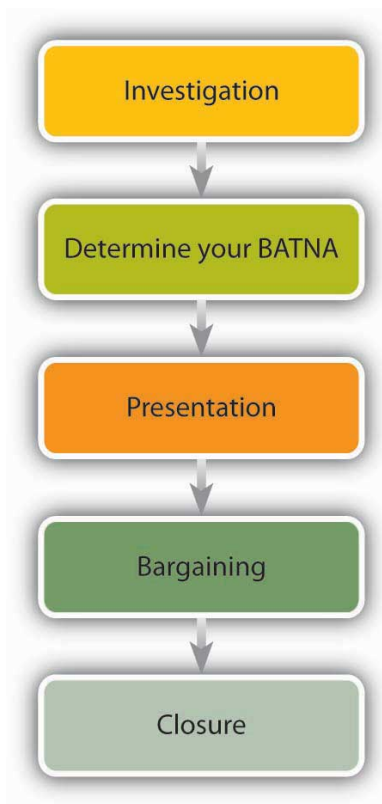 Investigation
Determine your BATNA
Presentation
Bargaining
Closure